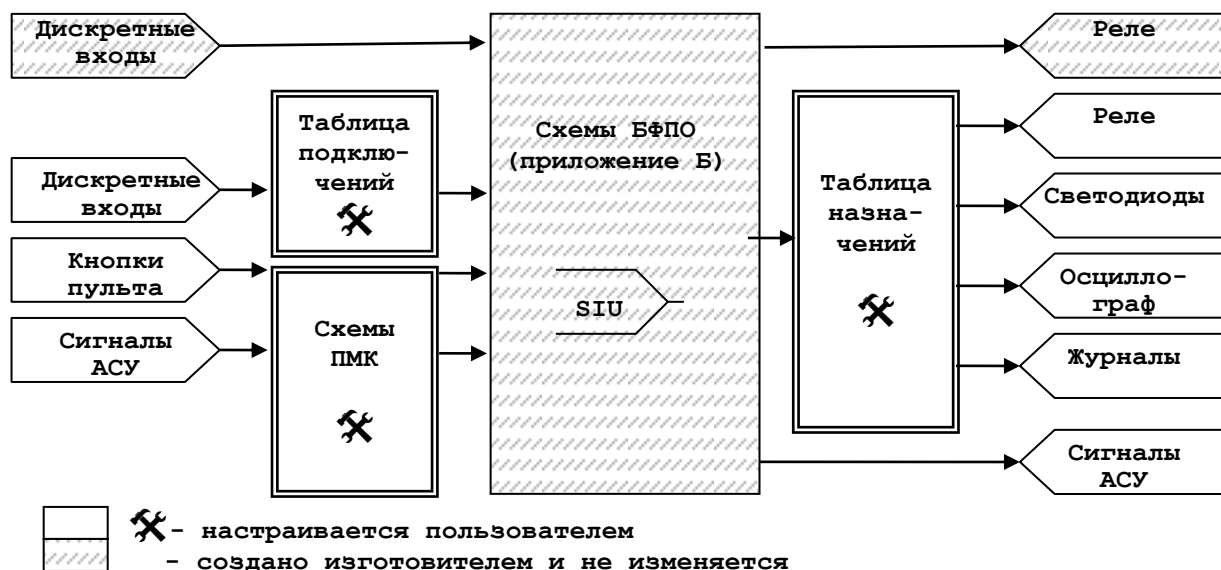 Дискретные
входы
Дискретные
входы
Кнопки
пульта
Сигналы
АСУ
Таблица
подклю-
чений
Схемы
ПМК
Схемы БФПО
(приложение Б)
SIU
Таблица
назна-
чений
Реле
Реле
Светодиоды
Осцилло-
граф
Журналы
Сигналы
АСУ
- настраивается пользователем
- создано изготовителем и не изменяется